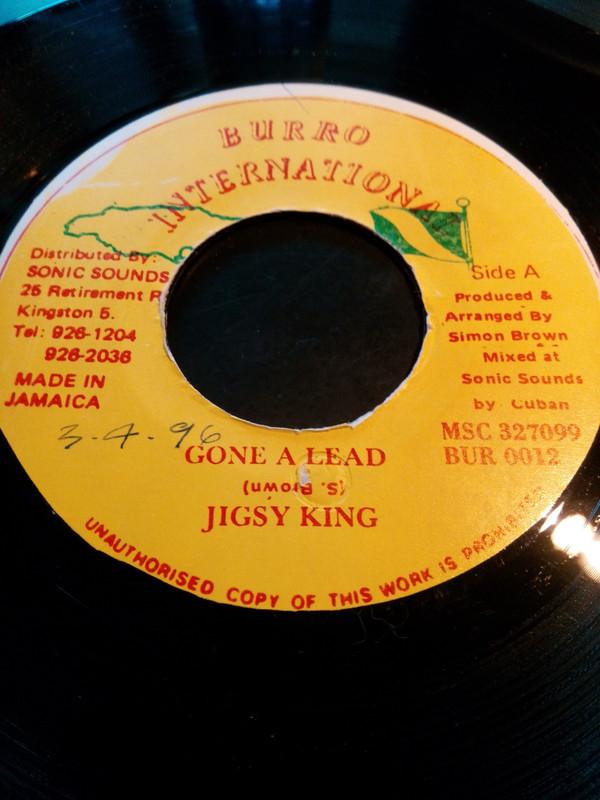 BURRO
INTERNATIONA
Distributed By:
SONIC SOUNDS
25 Retirement R
Kingston 5.
Tel: 926-1204
926-2036
MADE IN
JAMAICA
Side A
Produced &
Arranged By
Simon Brown
Mixed at
Sonic Sounds
by Cuban
MSC 327099
BUR 0012
3-4-96
GONE A LEAD
(S. Brown)
JIGSY KING
UNAUTHORISED COPY OF THIS WORK IS PROHIBITED